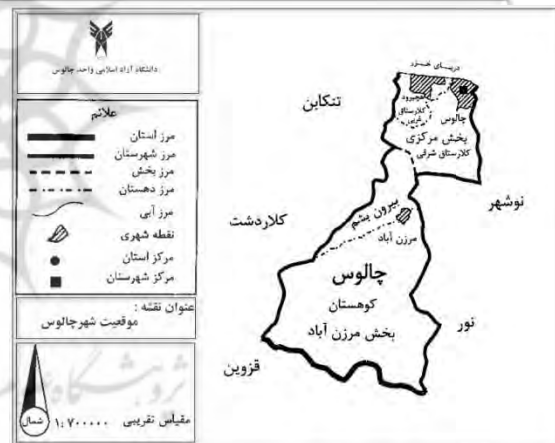 دانشگاه آزاد اسلامی واحد چالوس
علائم
مرز استان
مرز شهرستان
مرز بخش
مرز دهستان
مرز آبی
نقطه شهری
مرکز استان
مرکز شهرستان
عنوان نقشه :
موقعیت شهرچالوس
شمال
مقیاس تقریبی ۱:۷۰۰۰۰۰
دریای خزر
تنکابن
کلارستاق
غربی
چالوس
بخش مرکزی
کلارستاق شرقی
نوشهر
بیرون بشم
کلاردشت
مرزن آباد
چالوس
کوهستان
بخش مرزن آباد
نور
قزوین